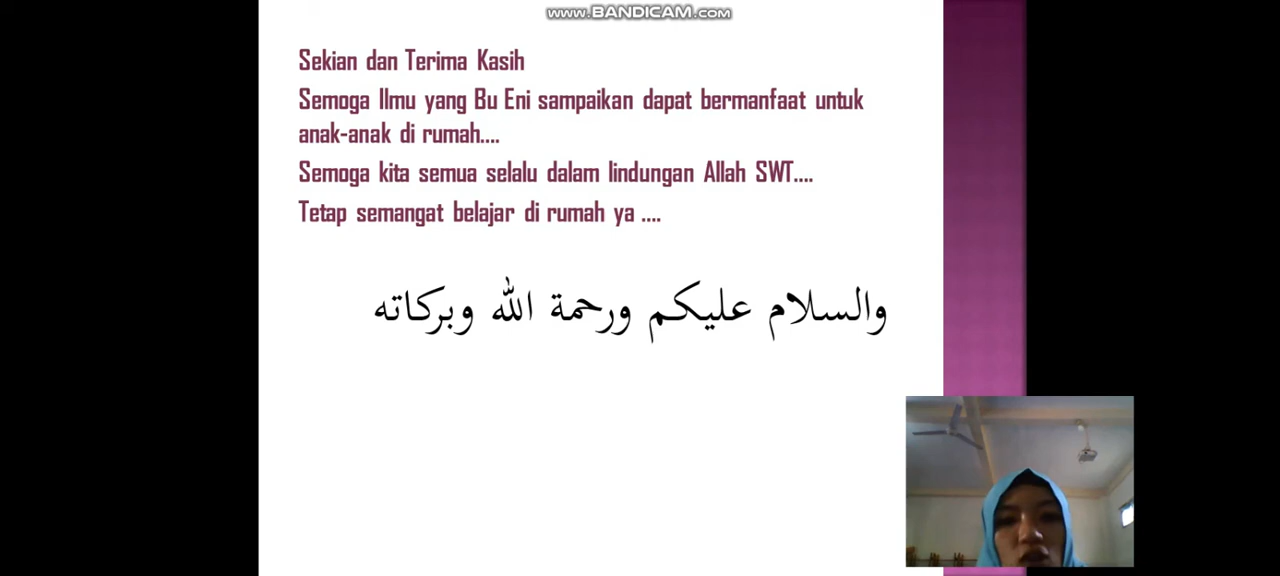 www.BANDICAM.com
Sekian dan Terima Kasih
Semoga Ilmu yang Bu Eni sampaikan dapat bermanfaat untuk
anak-anak di rumah....
Semoga kita semua selalu dalam lindungan Allah SWT....
Tetap semangat belajar di rumah ya ....
والسلام عليكم ورحمة الله وبركاته